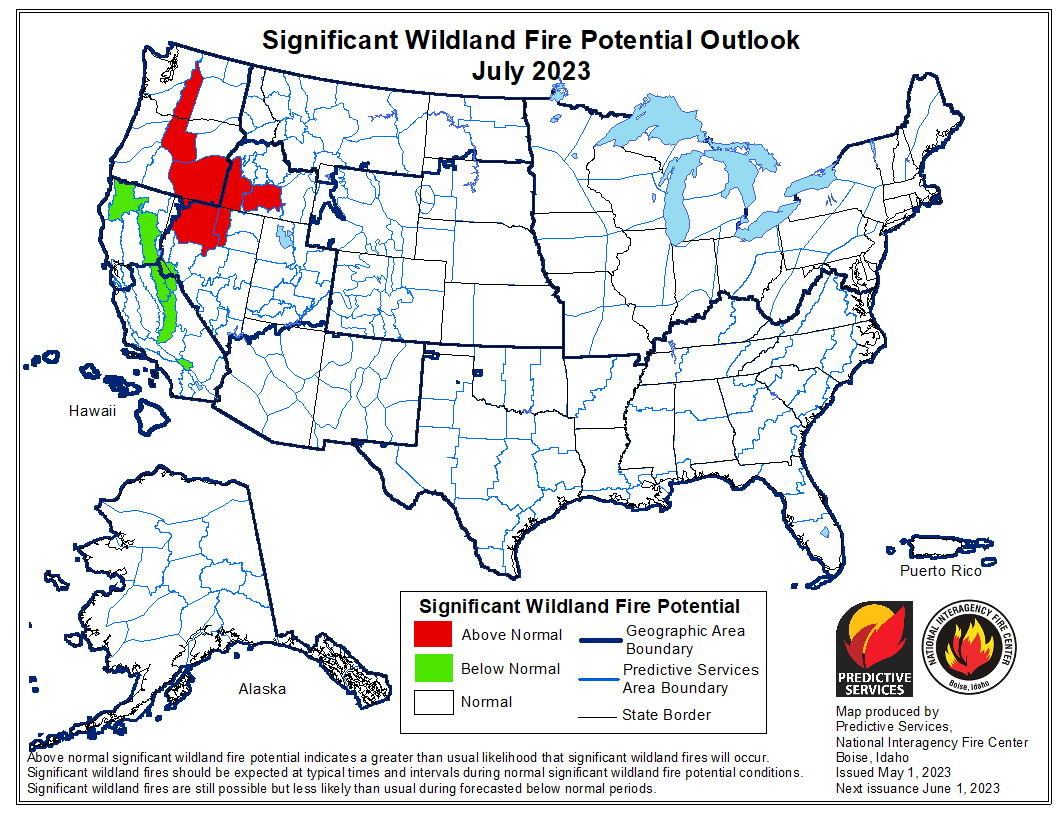 Significant Wildland Fire Potential Outlook
July 2023
Hawaii
Puerto Rico
Alaska
Significant Wildland Fire Potential
Above Normal
Below Normal
Normal
Geographic Area
Boundary
Predictive Services
Area Boundary
State Border
PREDICTIVE
SERVICES
NATIONAL INTERAGENCY FIRE CENTER
Boise, Idaho
Map produced by
Predictive Services,
National Interagency Fire Center
Boise, Idaho
Issued May 1, 2023
Next issuance June 1, 2023
Above normal significant wildland fire potential indicates a greater than usual likelihood that significant wildland fires will occur.
Significant wildland fires should be expected at typical times and intervals during normal significant wildland fire potential conditions.
Significant wildland fires are still possible but less likely than usual during forecasted below normal periods.